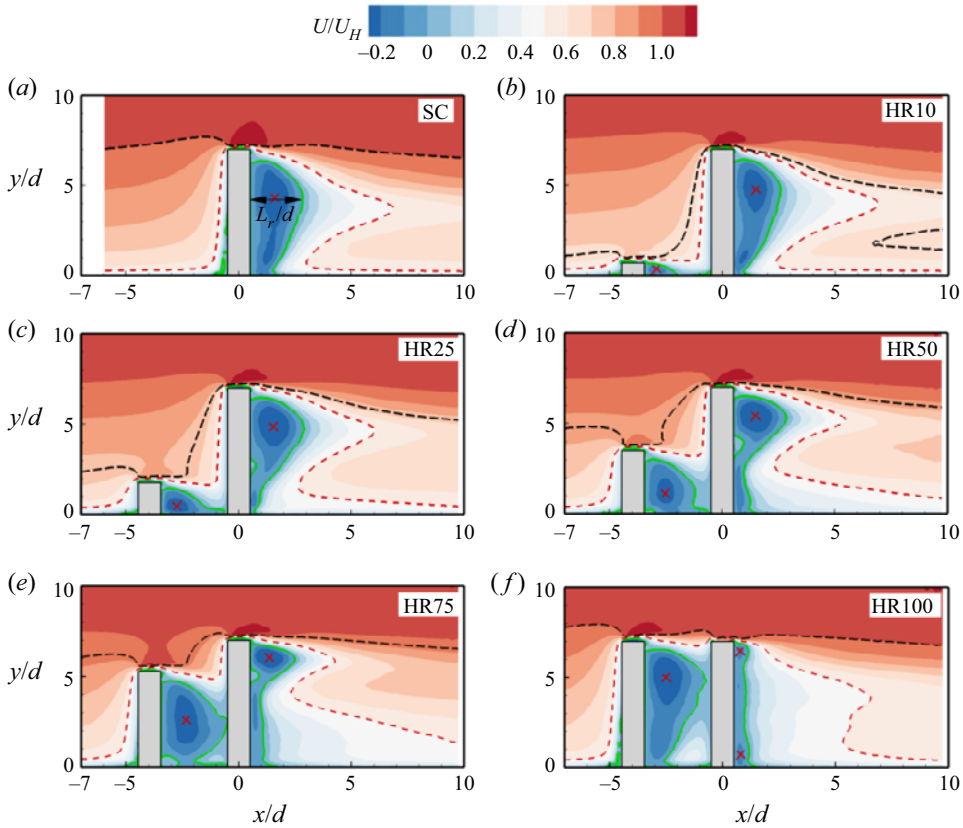 U/U_H
−0.2 0 0.2 0.4 0.6 0.8 1.0
(a) (b)
10 SC 10 HR10
y/d 5 L_r/d 5
0 0
−7 −5 0 5 10 −7 −5 0 5 10
(c) (d)
10 HR25 10 HR50
y/d 5 5
0 0
−7 −5 0 5 10 −7 −5 0 5 10
(e) (f)
10 HR75 10 HR100
y/d 5 5
0 0
−7 −5 0 5 10 −7 −5 0 5 10
x/d x/d